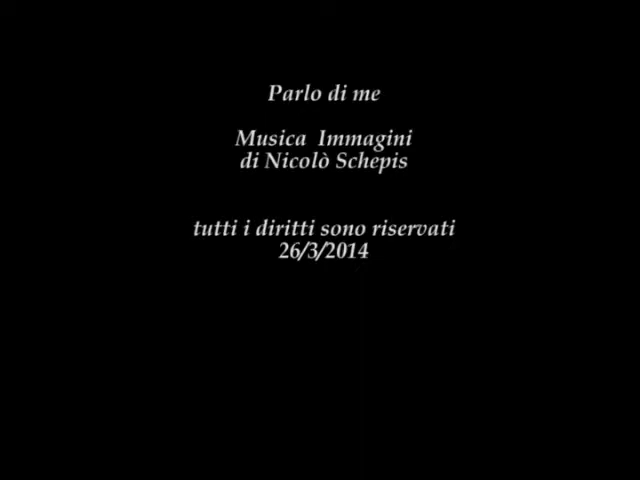 Parlo di me
Musica Immagini
di Nicolò Schepis
tutti i diritti sono riservati
26/3/2014